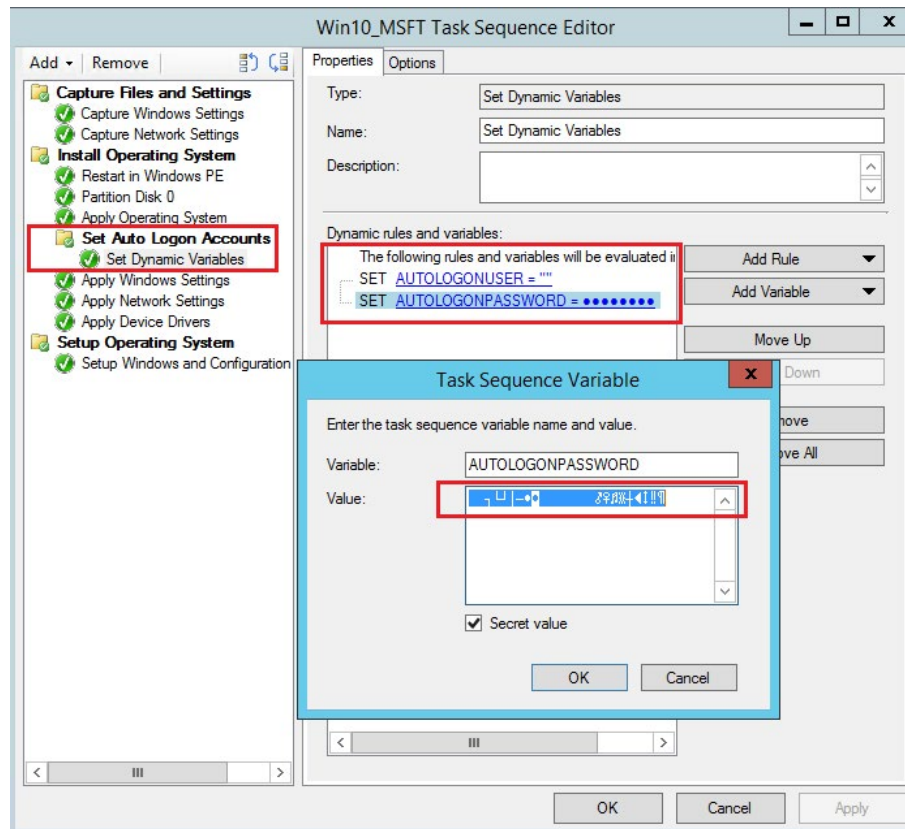 Win10_MSFT Task Sequence Editor
Add
Remove
Capture Files and Settings
Capture Windows Settings
Capture Network Settings
Install Operating System
Restart in Windows PE
Partition Disk 0
Apply Operating System
Set Auto Logon Accounts
Set Dynamic Variables
Apply Windows Settings
Apply Network Settings
Apply Device Drivers
Setup Operating System
Setup Windows and Configuration
Properties
Options
Type:
Set Dynamic Variables
Name:
Set Dynamic Variables
Description:
Dynamic rules and variables:
The following rules and variables will be evaluated i
SET AUTOLOGONUSER = ""
SET AUTOLOGONPASSWORD = ●●●●●●●●
Add Rule
Add Variable
Move Up
Down
nove
ove All
Task Sequence Variable
x
Enter the task sequence variable name and value.
Variable:
AUTOLOGONPASSWORD
Value:
Secret value
OK
Cancel
OK
Cancel
Apply